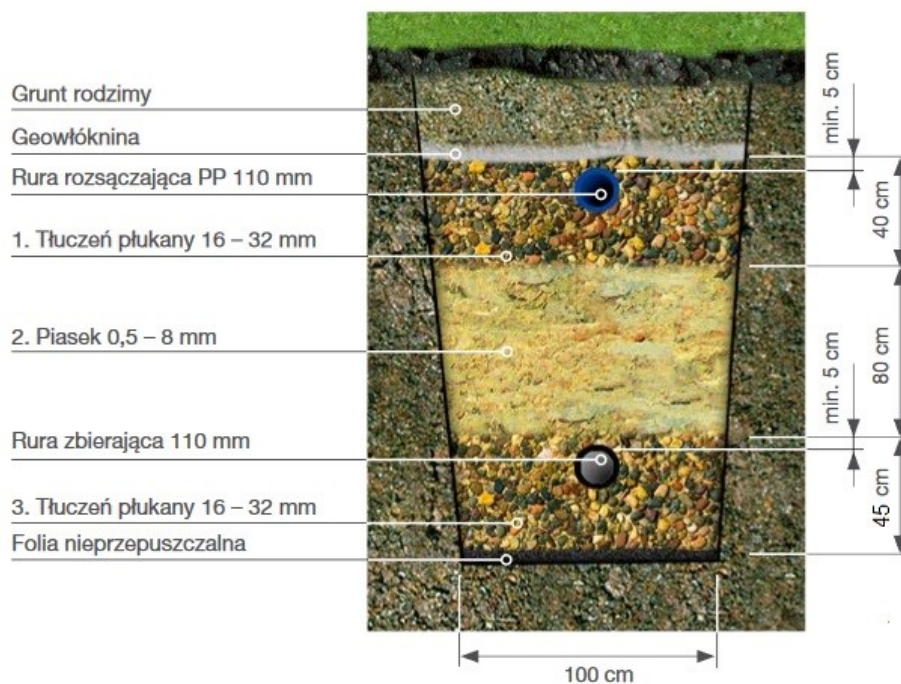 Grunt rodzimy
Geowłóknina
Rura rozsączająca PP 110 mm
1. Tłuczeń płukany 16 – 32 mm
2. Piasek 0,5 – 8 mm
Rura zbierająca 110 mm
3. Tłuczeń płukany 16 – 32 mm
Folia nieprzepuszczalna
min. 5 cm
40 cm
80 cm
min. 5 cm
45 cm
100 cm